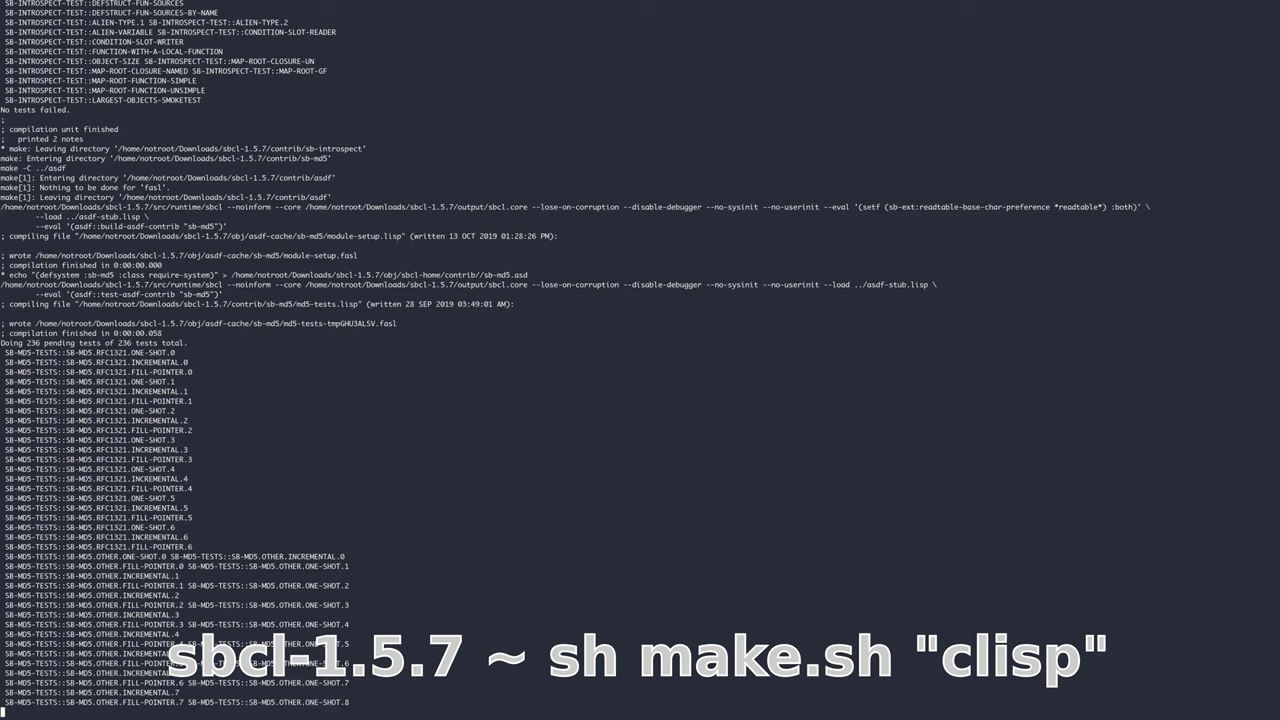 SB-INTROSPECT-TEST::DEFSTRUCT-FUN-SOURCES
SB-INTROSPECT-TEST::DEFSTRUCT-FUN-SOURCES-BY-NAME
SB-INTROSPECT-TEST::ALIEN-TYPE.1 SB-INTROSPECT-TEST::ALIEN-TYPE.2
SB-INTROSPECT-TEST::ALIEN-VARIABLE SB-INTROSPECT-TEST::CONDITION-SLOT-READER
SB-INTROSPECT-TEST::CONDITION-SLOT-WRITER
SB-INTROSPECT-TEST::FUNCTION-WITH-A-LOCAL-FUNCTION
SB-INTROSPECT-TEST::OBJECT-SIZE SB-INTROSPECT-TEST::MAP-ROOT-CLOSURE-UN
SB-INTROSPECT-TEST::MAP-ROOT-CLOSURE-NAMED SB-INTROSPECT-TEST::MAP-ROOT-GF
SB-INTROSPECT-TEST::MAP-ROOT-FUNCTION-SIMPLE
SB-INTROSPECT-TEST::MAP-ROOT-FUNCTION-UNSIMPLE
SB-INTROSPECT-TEST::LARGEST-OBJECTS-SMOKETEST
No tests failed.
;
; compilation unit finished
;   printed 2 notes
* make: Leaving directory '/home/notroot/Downloads/sbcl-1.5.7/contrib/sb-introspect'
make: Entering directory '/home/notroot/Downloads/sbcl-1.5.7/contrib/sb-md5'
make -C ../asdf
make[1]: Entering directory '/home/notroot/Downloads/sbcl-1.5.7/contrib/asdf'
make[1]: Nothing to be done for 'fasl'.
make[1]: Leaving directory '/home/notroot/Downloads/sbcl-1.5.7/contrib/asdf'
/home/notroot/Downloads/sbcl-1.5.7/src/runtime/sbcl --noinform --core /home/notroot/Downloads/sbcl-1.5.7/output/sbcl.core --lose-on-corruption --disable-debugger --no-sysinit --no-userinit --eval '(setf (sb-ext:readtable-base-char-preference *readtable*) :both)' \
--load ../asdf-stub.lisp \
--eval '(asdf::build-asdf-contrib "sb-md5")'
; compiling file "/home/notroot/Downloads/sbcl-1.5.7/obj/asdf-cache/sb-md5/module-setup.lisp" (written 13 OCT 2019 01:28:26 PM):
; wrote /home/notroot/Downloads/sbcl-1.5.7/obj/asdf-cache/sb-md5/module-setup.fasl
; compilation finished in 0:00:00.000
* echo "(defsystem :sb-md5 :class require-system)" > /home/notroot/Downloads/sbcl-1.5.7/obj/sbcl-home/contrib//sb-md5.asd
/home/notroot/Downloads/sbcl-1.5.7/src/runtime/sbcl --noinform --core /home/notroot/Downloads/sbcl-1.5.7/output/sbcl.core --lose-on-corruption --disable-debugger --no-sysinit --no-userinit --load ../asdf-stub.lisp \
--eval '(asdf::test-asdf-contrib "sb-md5")'
; compiling file "/home/notroot/Downloads/sbcl-1.5.7/contrib/sb-md5/md5-tests.lisp" (written 28 SEP 2019 03:49:01 AM):
; wrote /home/notroot/Downloads/sbcl-1.5.7/obj/asdf-cache/sb-md5/md5-tests-tmpGHU3ALSV.fasl
; compilation finished in 0:00:00.058
Doing 236 pending tests of 236 tests total.
SB-MD5-TESTS::SB-MD5.RFC1321.ONE-SHOT.0
SB-MD5-TESTS::SB-MD5.RFC1321.INCREMENTAL.0
SB-MD5-TESTS::SB-MD5.RFC1321.FILL-POINTER.0
SB-MD5-TESTS::SB-MD5.RFC1321.ONE-SHOT.1
SB-MD5-TESTS::SB-MD5.RFC1321.INCREMENTAL.1
SB-MD5-TESTS::SB-MD5.RFC1321.FILL-POINTER.1
SB-MD5-TESTS::SB-MD5.RFC1321.ONE-SHOT.2
SB-MD5-TESTS::SB-MD5.RFC1321.INCREMENTAL.2
SB-MD5-TESTS::SB-MD5.RFC1321.FILL-POINTER.2
SB-MD5-TESTS::SB-MD5.RFC1321.ONE-SHOT.3
SB-MD5-TESTS::SB-MD5.RFC1321.INCREMENTAL.3
SB-MD5-TESTS::SB-MD5.RFC1321.FILL-POINTER.3
SB-MD5-TESTS::SB-MD5.RFC1321.ONE-SHOT.4
SB-MD5-TESTS::SB-MD5.RFC1321.INCREMENTAL.4
SB-MD5-TESTS::SB-MD5.RFC1321.FILL-POINTER.4
SB-MD5-TESTS::SB-MD5.RFC1321.ONE-SHOT.5
SB-MD5-TESTS::SB-MD5.RFC1321.INCREMENTAL.5
SB-MD5-TESTS::SB-MD5.RFC1321.FILL-POINTER.5
SB-MD5-TESTS::SB-MD5.RFC1321.ONE-SHOT.6
SB-MD5-TESTS::SB-MD5.RFC1321.INCREMENTAL.6
SB-MD5-TESTS::SB-MD5.RFC1321.FILL-POINTER.6
SB-MD5-TESTS::SB-MD5.OTHER.ONE-SHOT.0 SB-MD5-TESTS::SB-MD5.OTHER.INCREMENTAL.0
SB-MD5-TESTS::SB-MD5.OTHER.FILL-POINTER.0 SB-MD5-TESTS::SB-MD5.OTHER.ONE-SHOT.1
SB-MD5-TESTS::SB-MD5.OTHER.INCREMENTAL.1
SB-MD5-TESTS::SB-MD5.OTHER.FILL-POINTER.1 SB-MD5-TESTS::SB-MD5.OTHER.ONE-SHOT.2
SB-MD5-TESTS::SB-MD5.OTHER.INCREMENTAL.2
SB-MD5-TESTS::SB-MD5.OTHER.FILL-POINTER.2 SB-MD5-TESTS::SB-MD5.OTHER.ONE-SHOT.3
SB-MD5-TESTS::SB-MD5.OTHER.INCREMENTAL.3
SB-MD5-TESTS::SB-MD5.OTHER.FILL-POINTER.3 SB-MD5-TESTS::SB-MD5.OTHER.ONE-SHOT.4
SB-MD5-TESTS::SB-MD5.OTHER.INCREMENTAL.4
sbcl-1.5.7 ~ sh make.sh "clisp"
SB-MD5-TESTS::SB-MD5.OTHER.FILL-POINTER.6 SB-MD5-TESTS::SB-MD5.OTHER.ONE-SHOT.7
SB-MD5-TESTS::SB-MD5.OTHER.INCREMENTAL.7
SB-MD5-TESTS::SB-MD5.OTHER.FILL-POINTER.7 SB-MD5-TESTS::SB-MD5.OTHER.ONE-SHOT.8